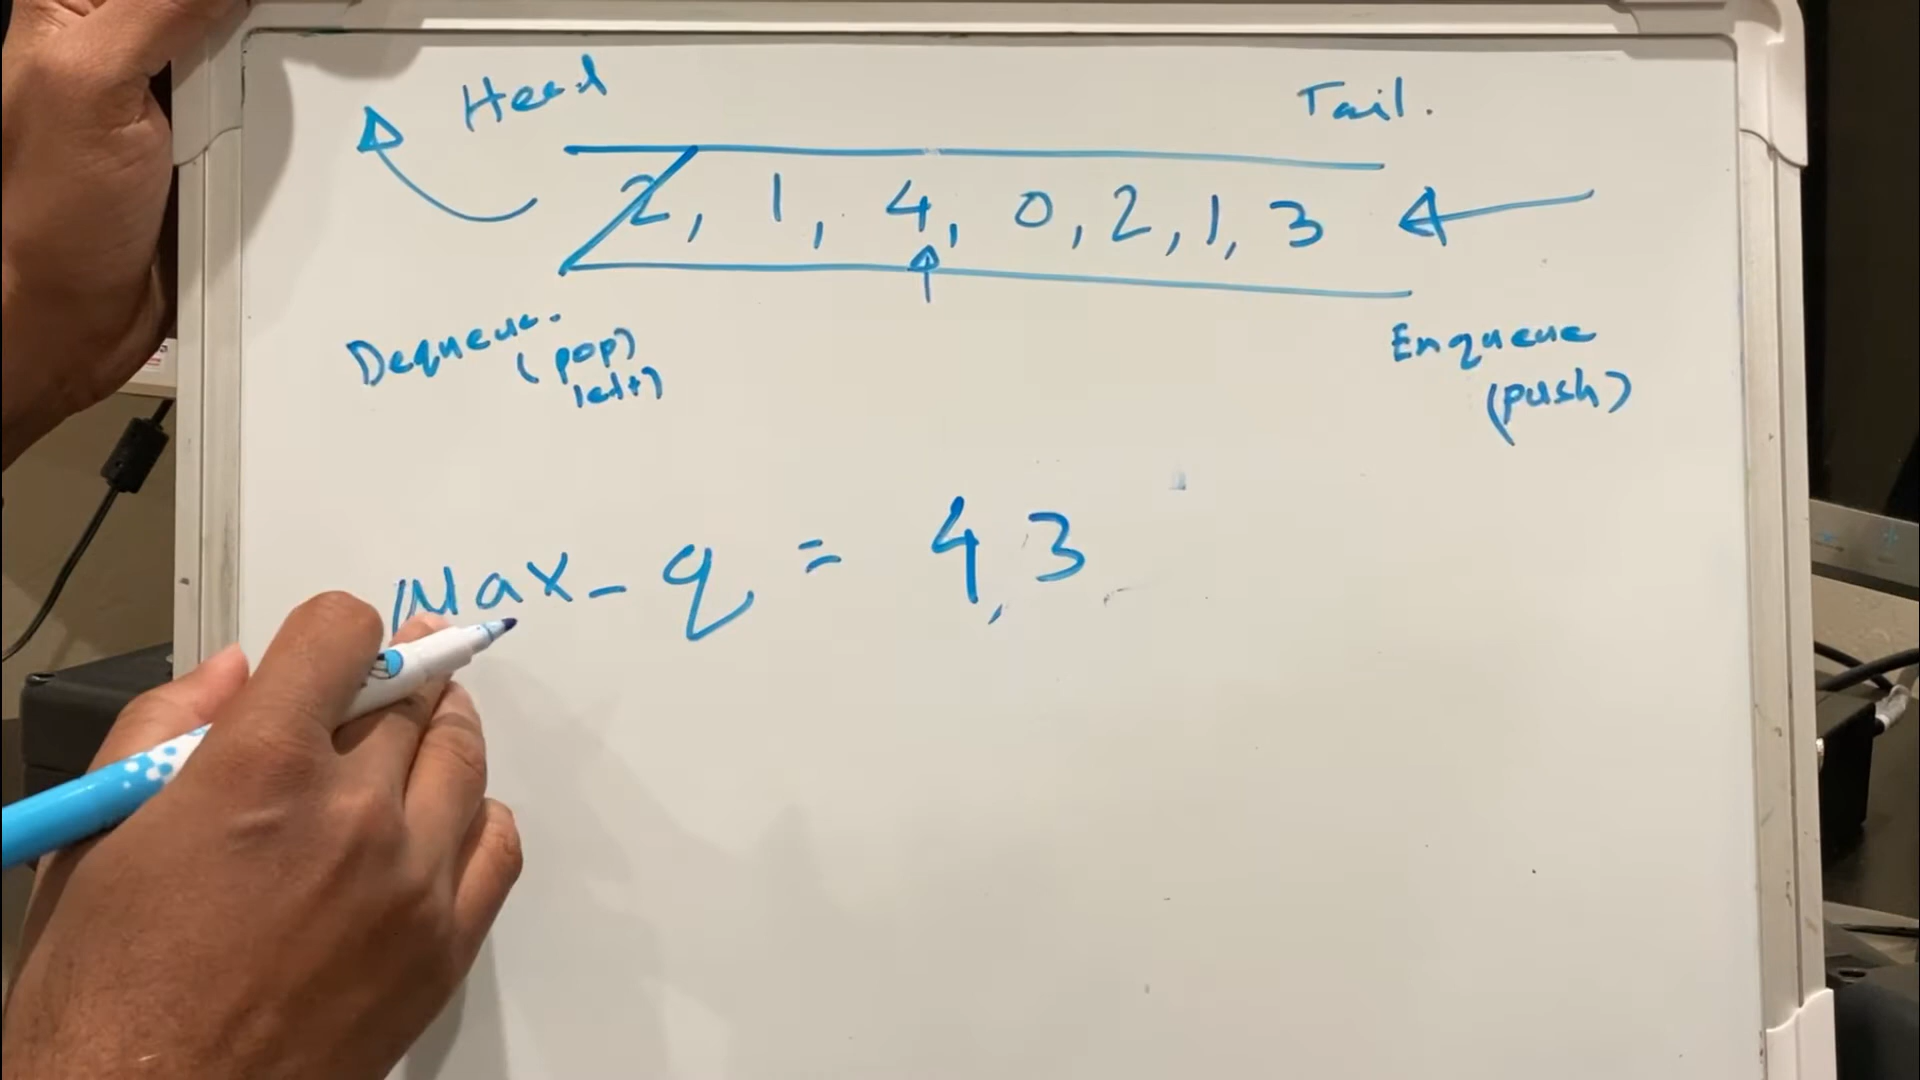 Head
Tail.
2, 1, 4, 0, 2, 1, 3
Dequeue.
(pop)
left)
Enqueue
(push)
Max- q = 4, 3